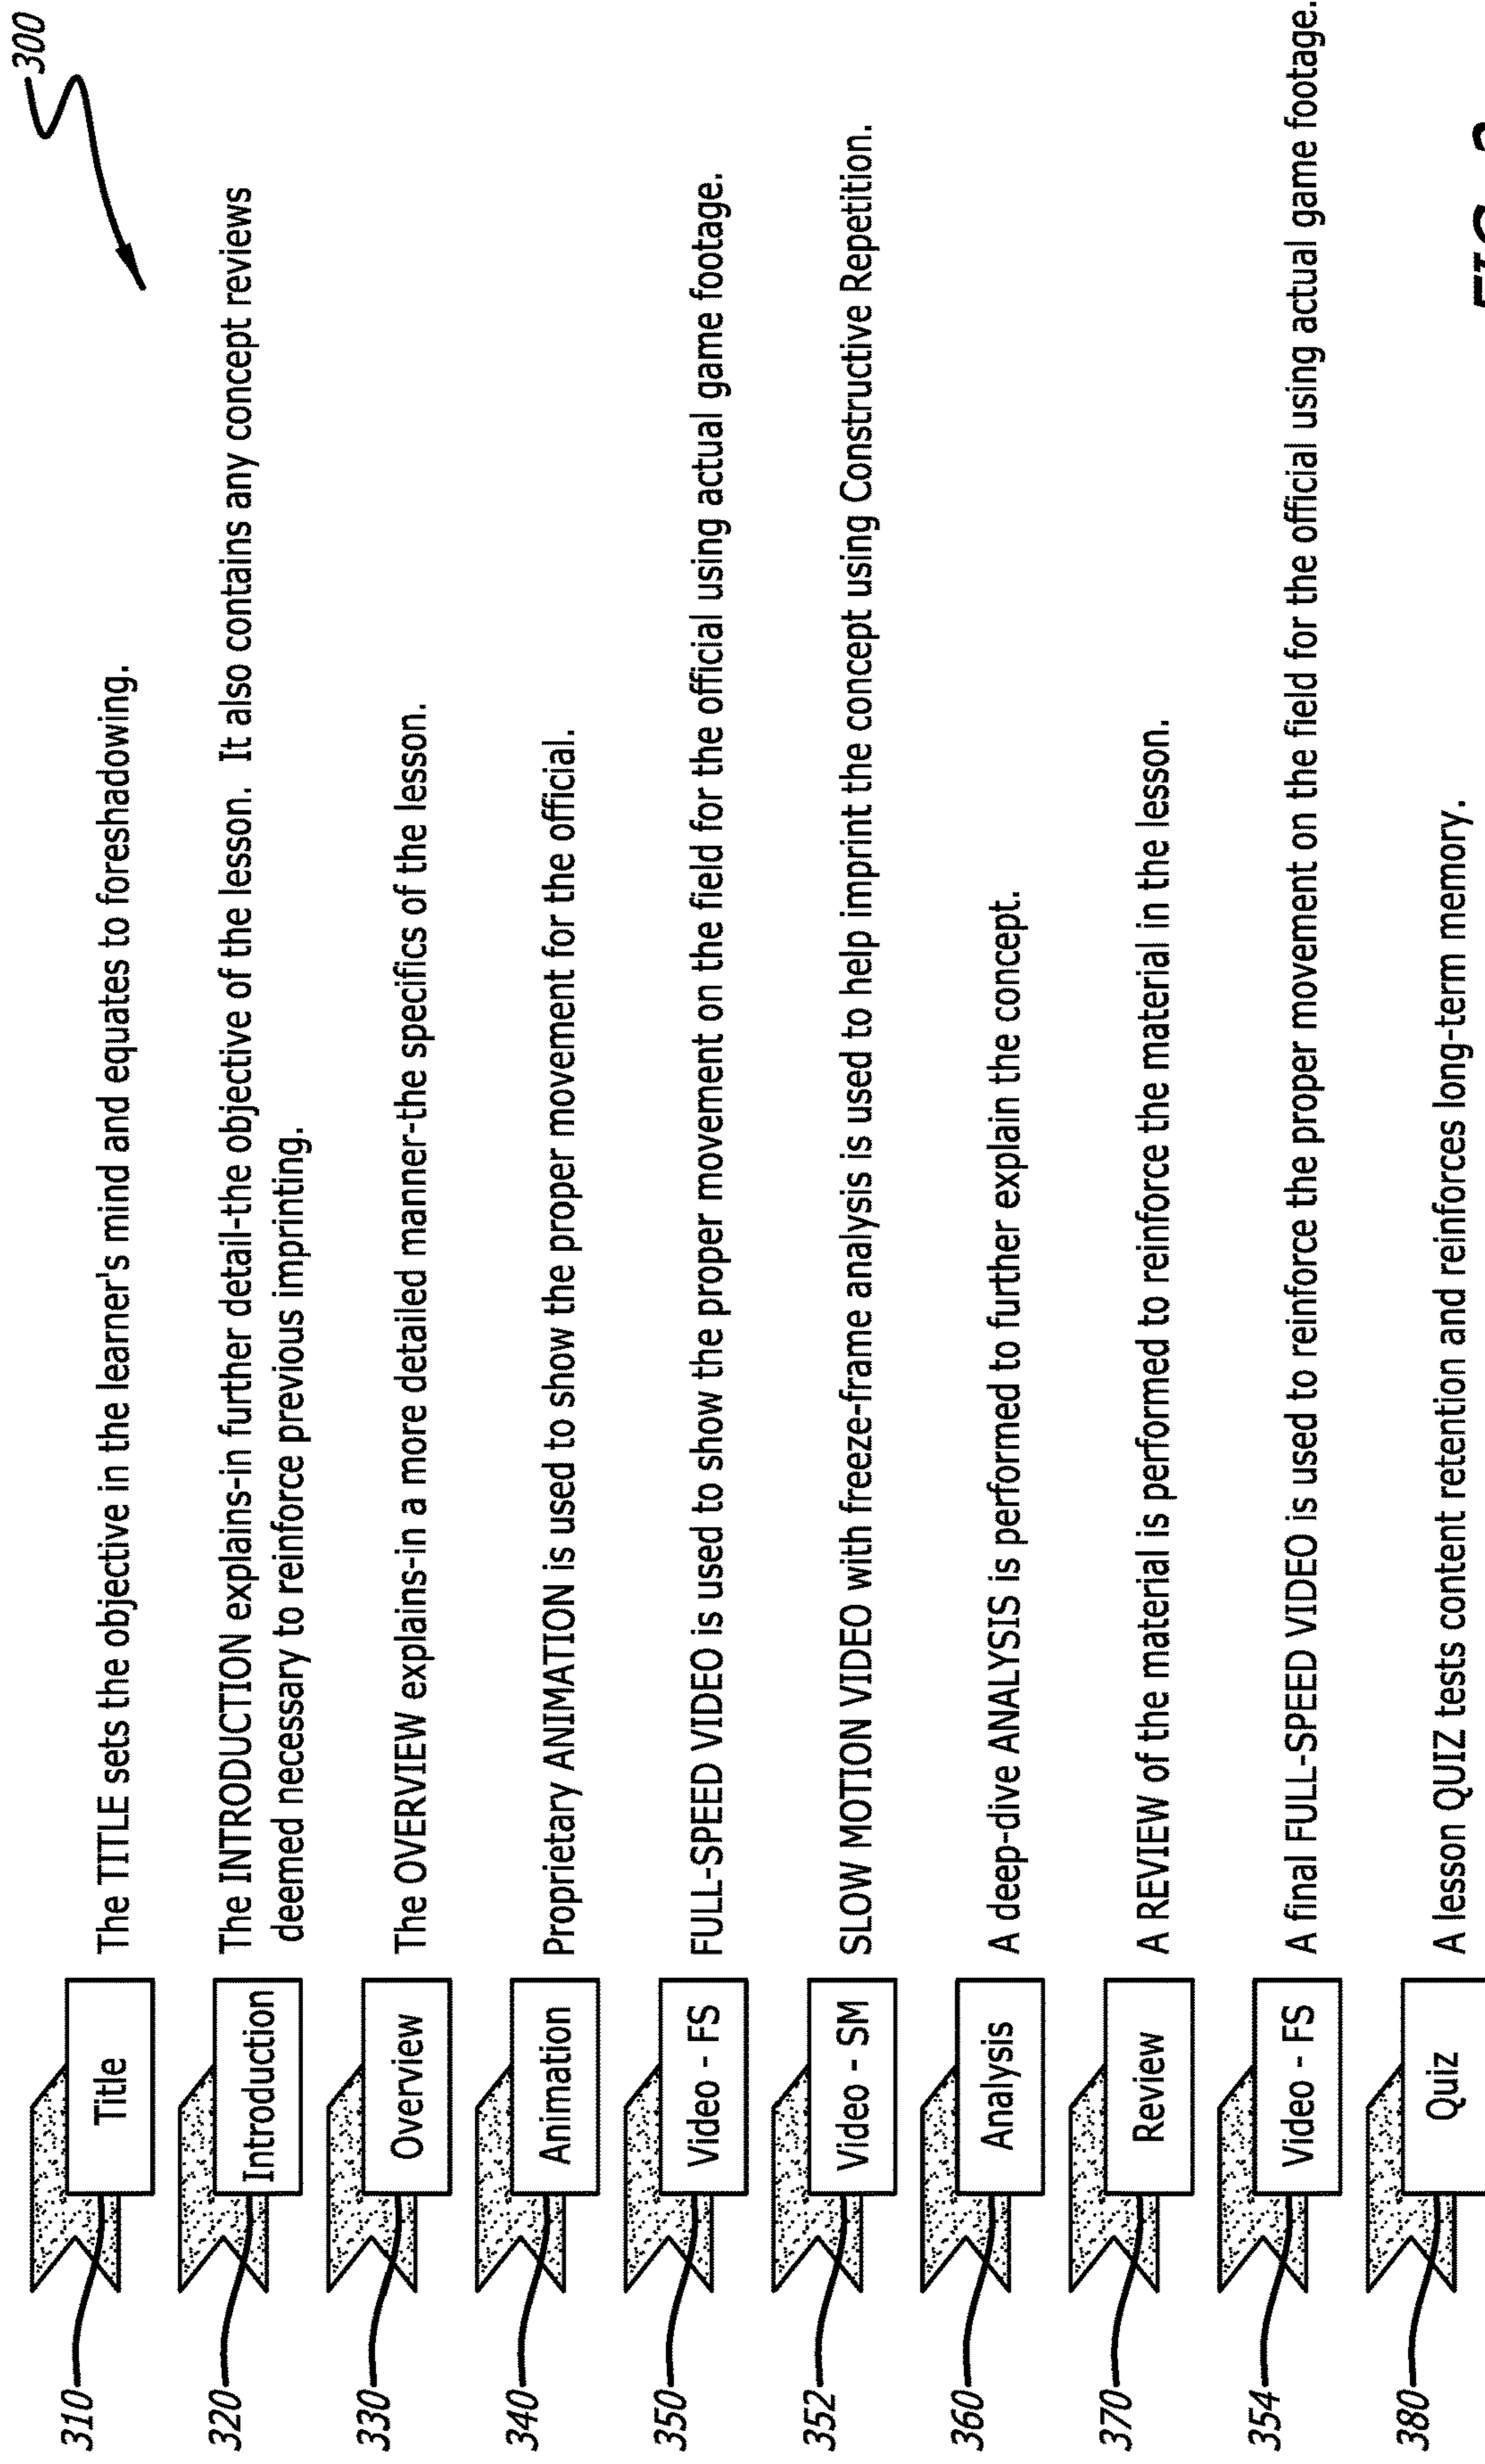 300
310 Title The TITLE sets the objective in the learner's mind and equates to foreshadowing.
320 Introduction The INTRODUCTION explains-in further detail-the objective of the lesson. It also contains any concept reviews
deemed necessary to reinforce previous imprinting.
330 Overview The OVERVIEW explains-in a more detailed manner-the specifics of the lesson.
340 Animation Proprietary ANIMATION is used to show the proper movement for the official.
350 Video - FS FULL-SPEED VIDEO is used to show the proper movement on the field for the official using actual game footage.
352 Video - SM SLOW MOTION VIDEO with freeze-frame analysis is used to help imprint the concept using Constructive Repetition.
360 Analysis A deep-dive ANALYSIS is performed to further explain the concept.
370 Review A REVIEW of the material is performed to reinforce the material in the lesson.
354 Video - FS A final FULL-SPEED VIDEO is used to reinforce the proper movement on the field for the official using actual game footage.
380 Quiz A lesson QUIZ tests content retention and reinforces long-term memory.